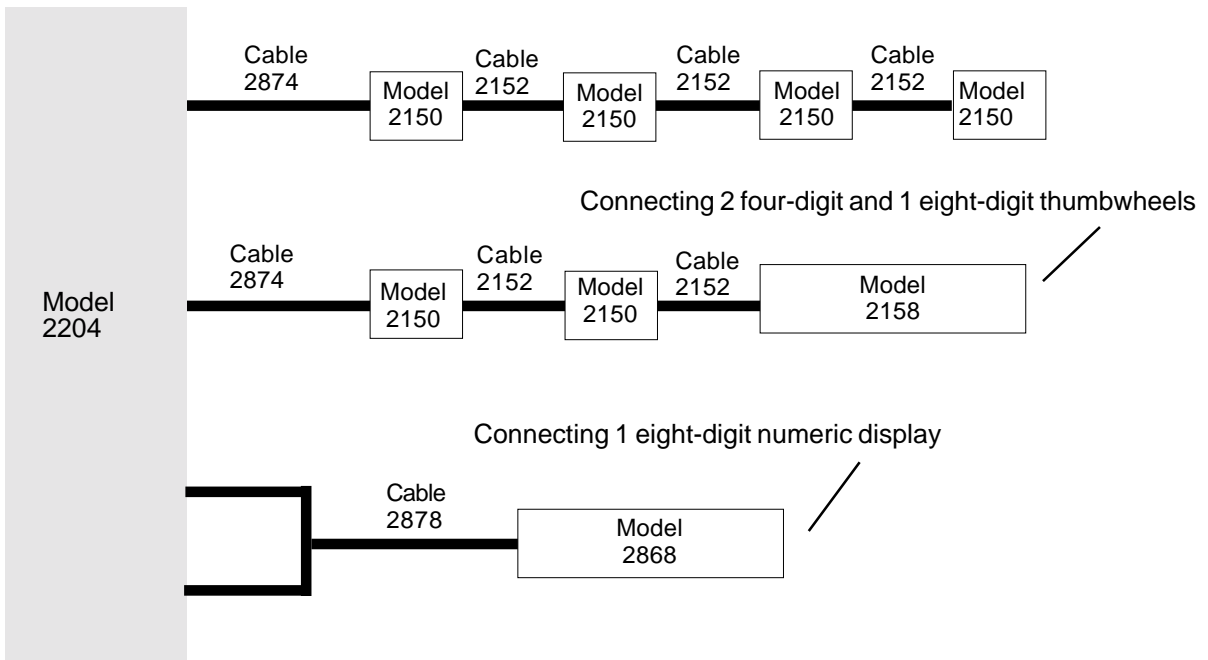 Cable
2874
Cable
2152
Cable
2152
Cable
2152
Model
2150
Model
2150
Model
2150
Model
2150
Connecting 2 four-digit and 1 eight-digit thumbwheels
Cable
2874
Cable
2152
Cable
2152
Model
2150
Model
2150
Model
2158
Model
2204
Connecting 1 eight-digit numeric display
Cable
2878
Model
2868